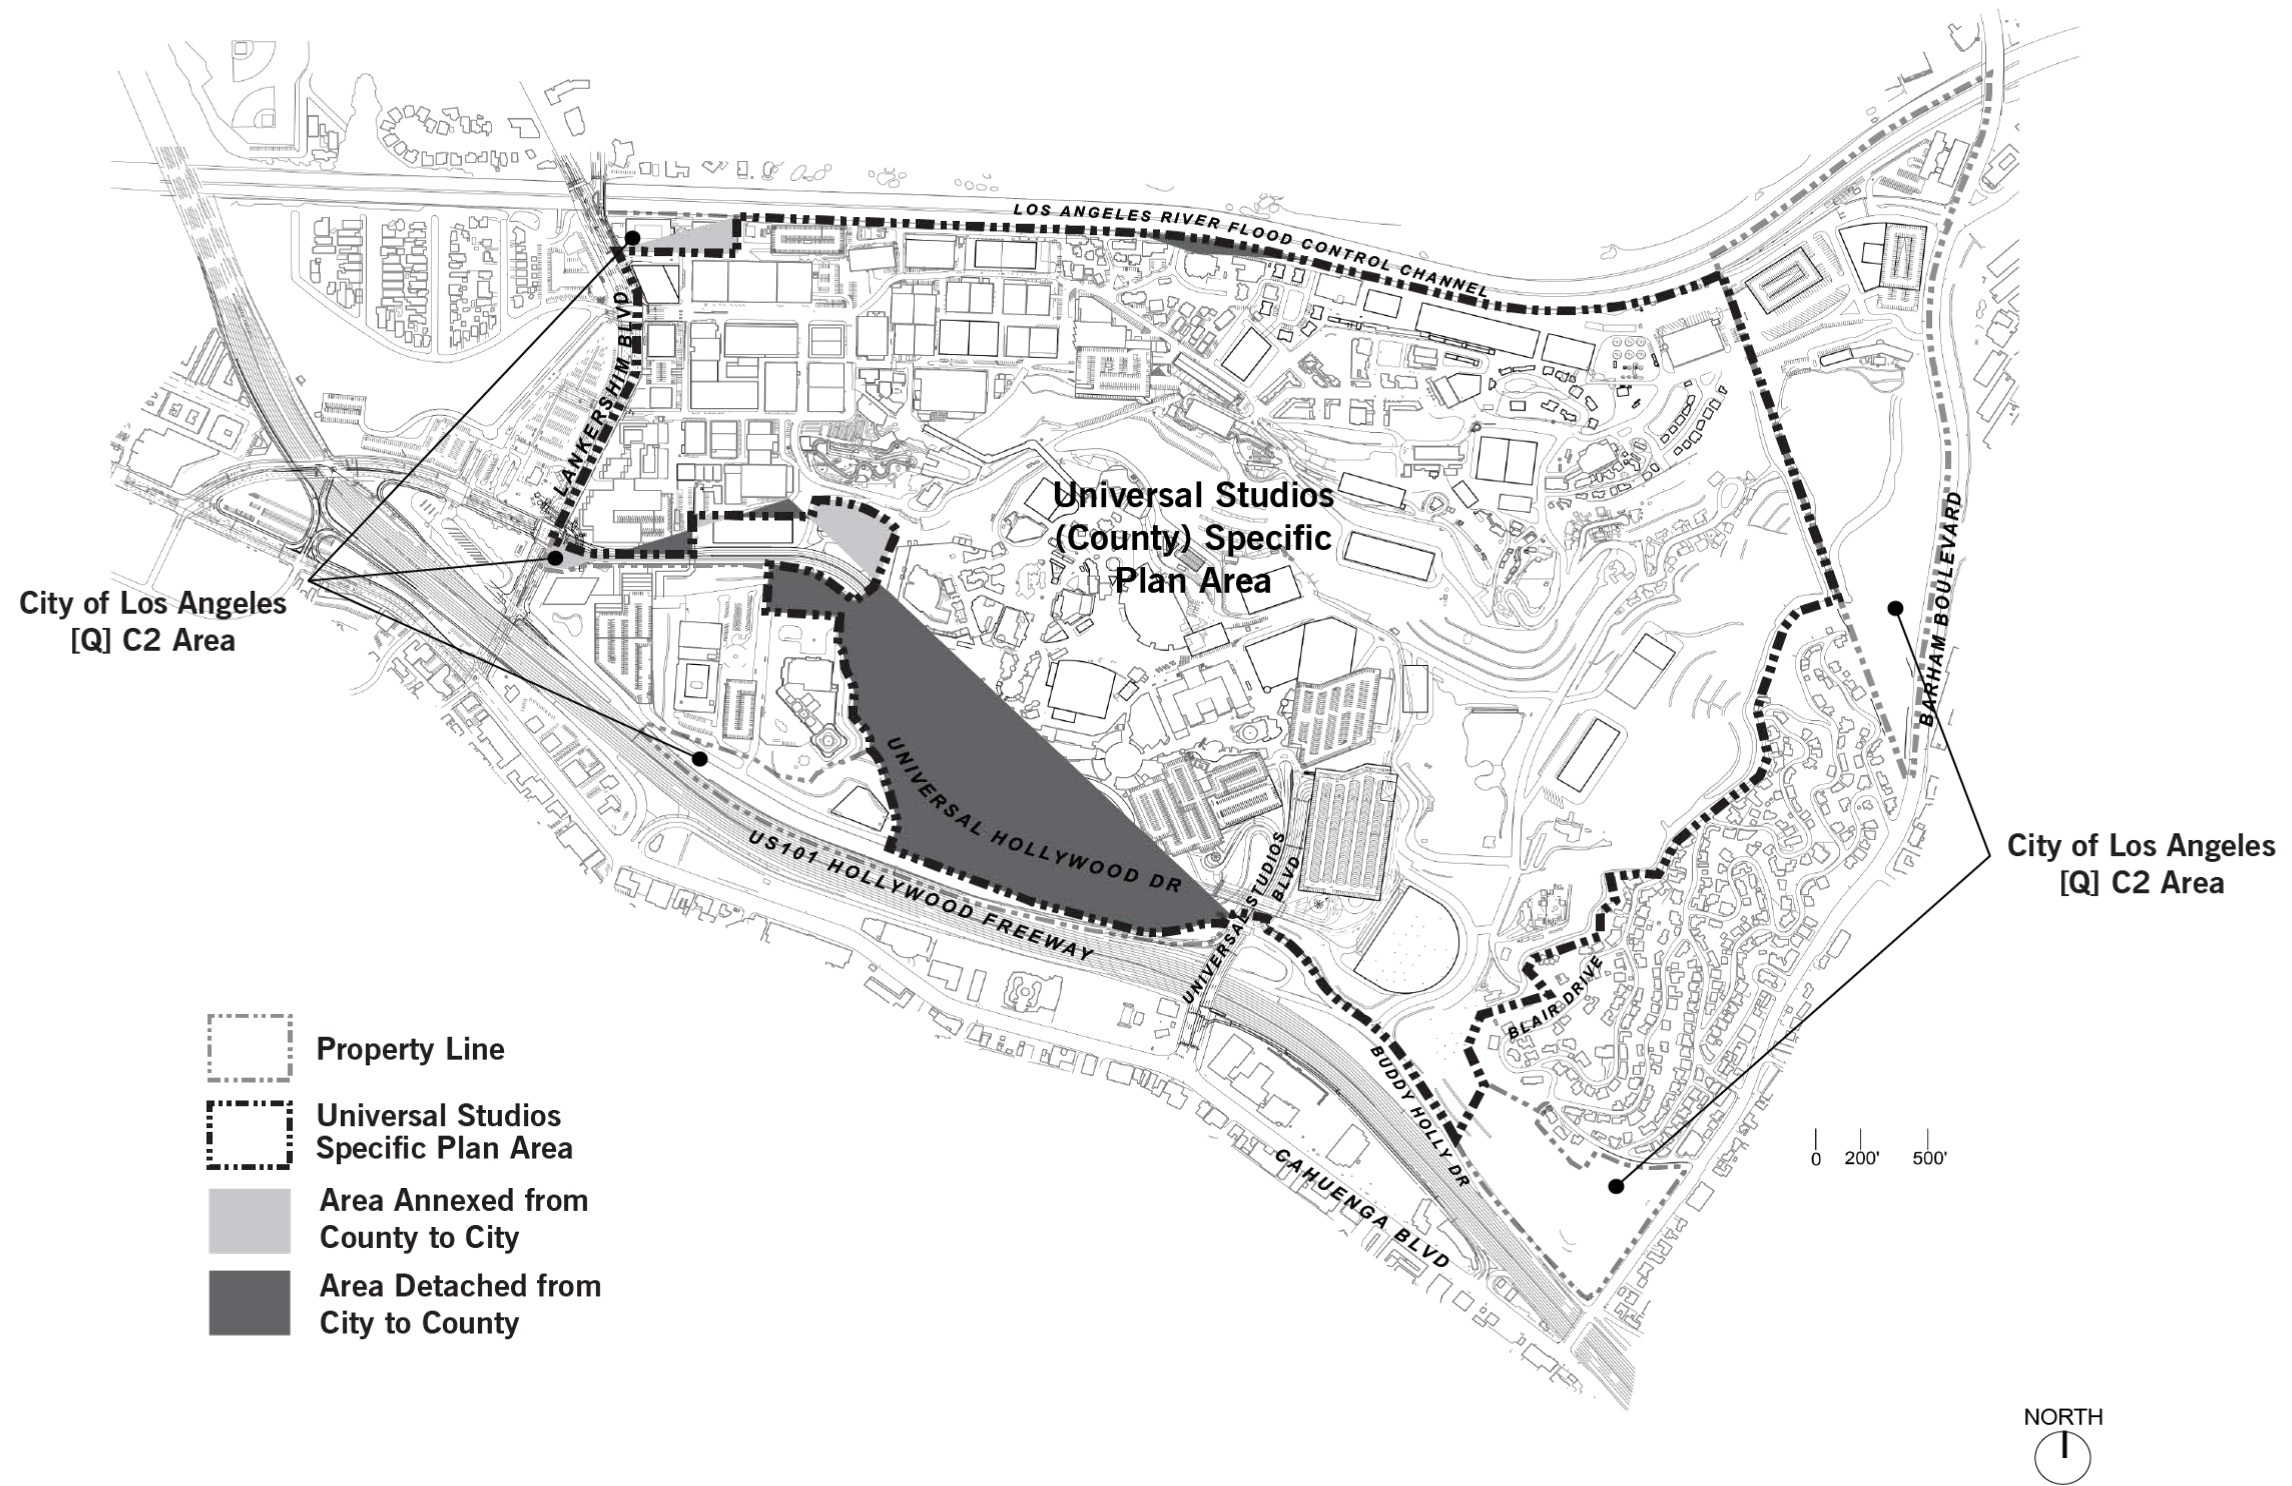 LOS ANGELES RIVER FLOOD CONTROL CHANNEL
LANKERSHIM BLVD
Universal Studios
(County) Specific
Plan Area
BARHAM BOULEVARD
City of Los Angeles
[Q] C2 Area
UNIVERSAL HOLLYWOOD DR
US101 HOLLYWOOD FREEWAY
UNIVERSAL STUDIOS
BLVD
City of Los Angeles
[Q] C2 Area
BLAIR DRIVE
BUDDY HOLLY DR
CAHUENGA BLVD
Property Line
Universal Studios
Specific Plan Area
Area Annexed from
County to City
Area Detached from
City to County
0 200' 500'
NORTH